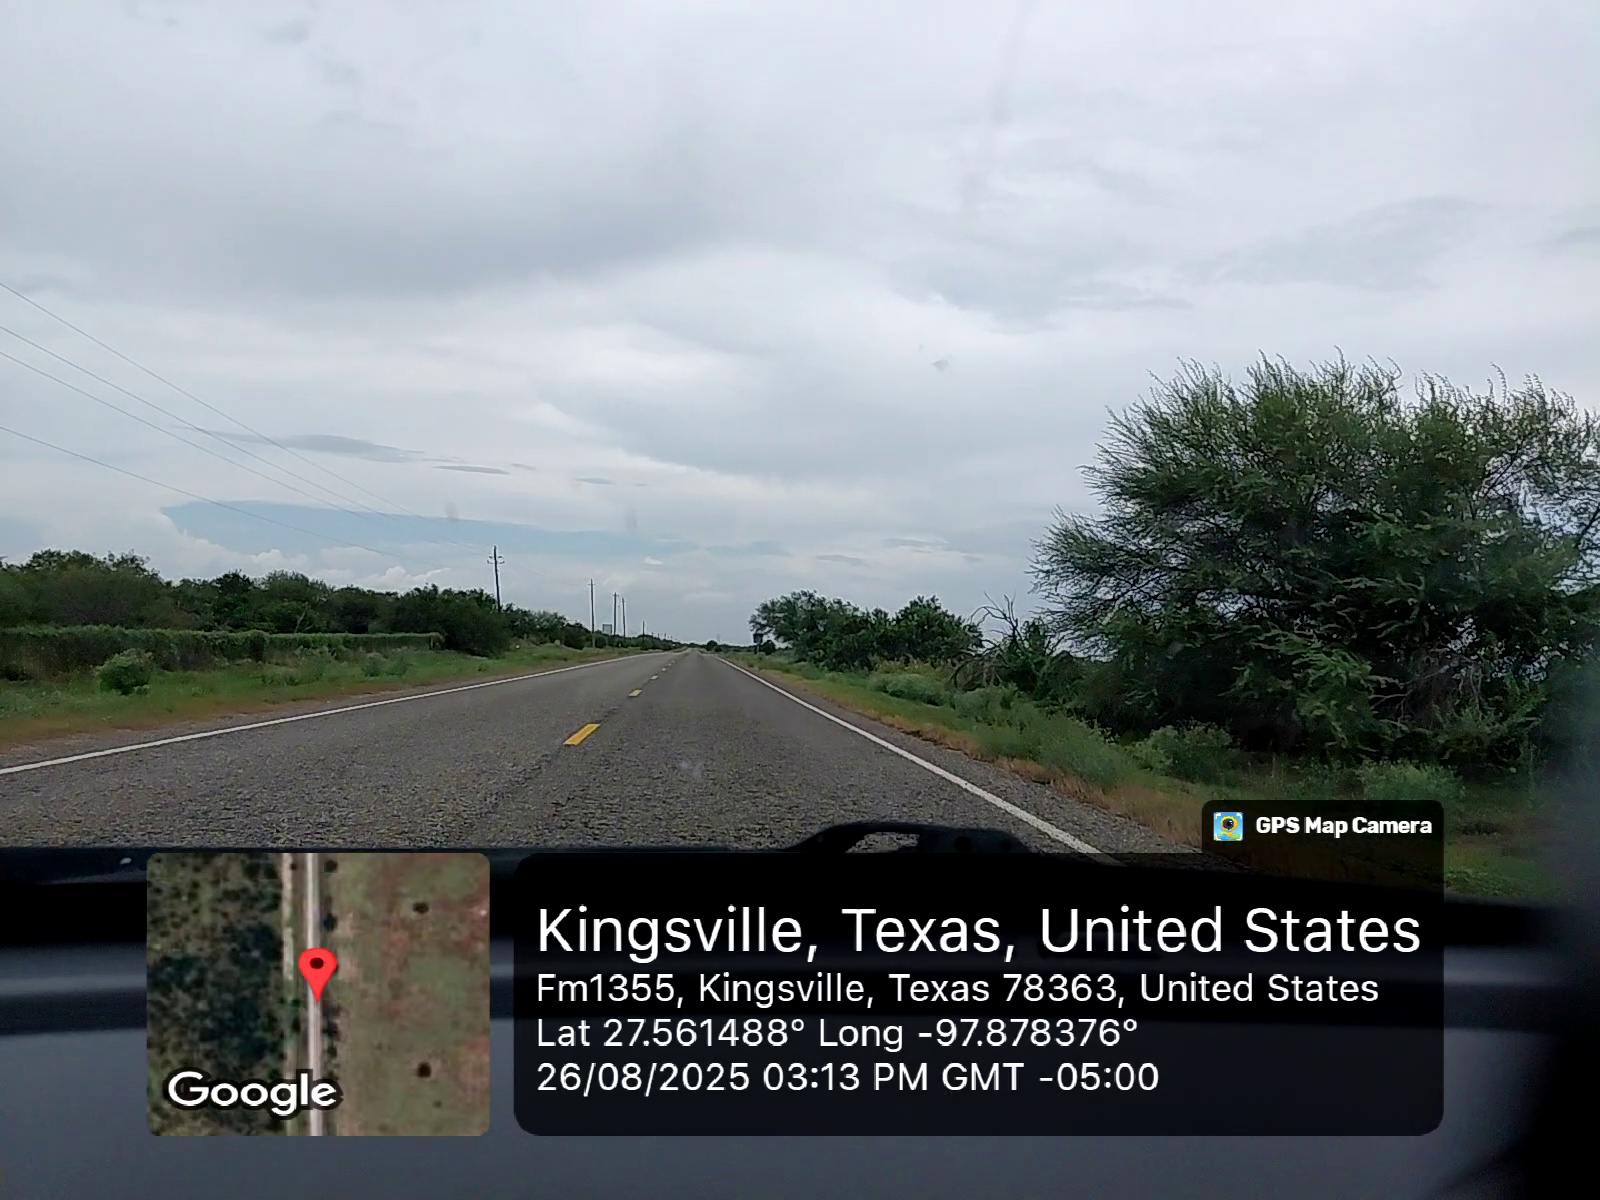 GPS Map Camera
Kingsville, Texas, United States
Fm1355, Kingsville, Texas 78363, United States
Lat 27.561488° Long -97.878376°
26/08/2025 03:13 PM GMT -05:00
Google